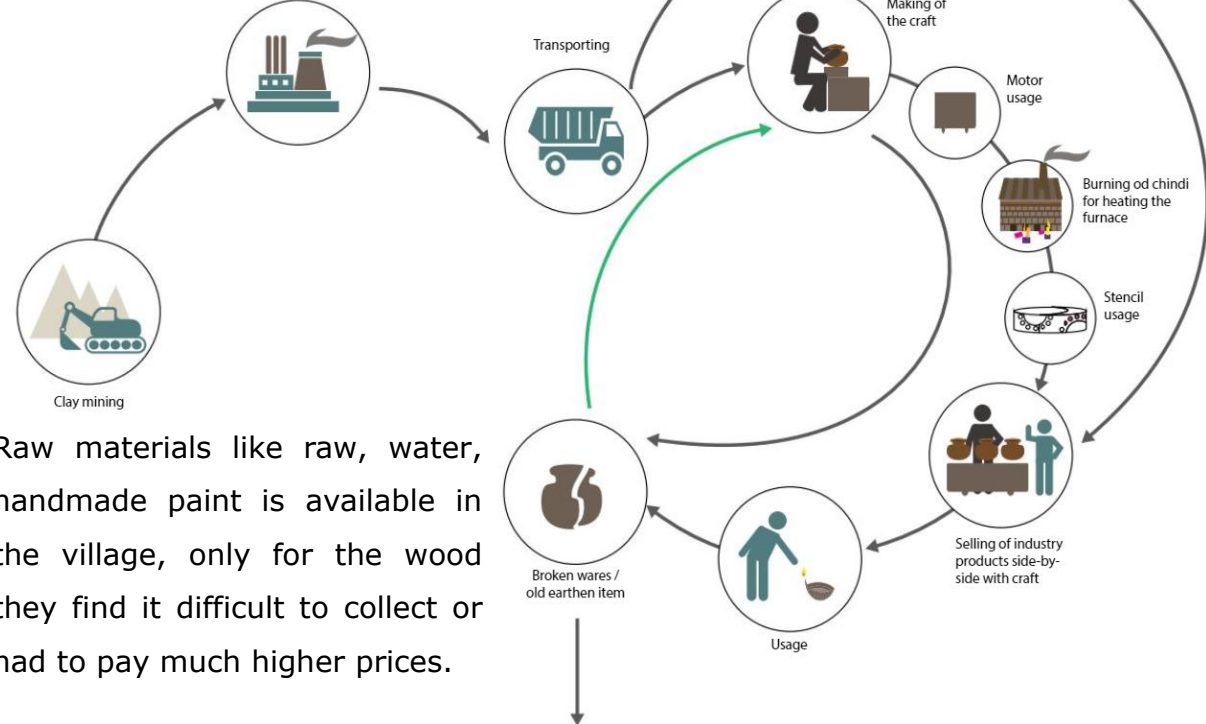 Making of
the craft
Transporting
Motor
usage
Burning od chindi
for heating the
furnace
Stencil
usage
Clay mining
Raw materials like raw, water,
handmade paint is available in
the village, only for the wood
they find it difficult to collect or
had to pay much higher prices.
Selling of industry
products side-by-
side with craft
Broken wares /
old earthen item
Usage